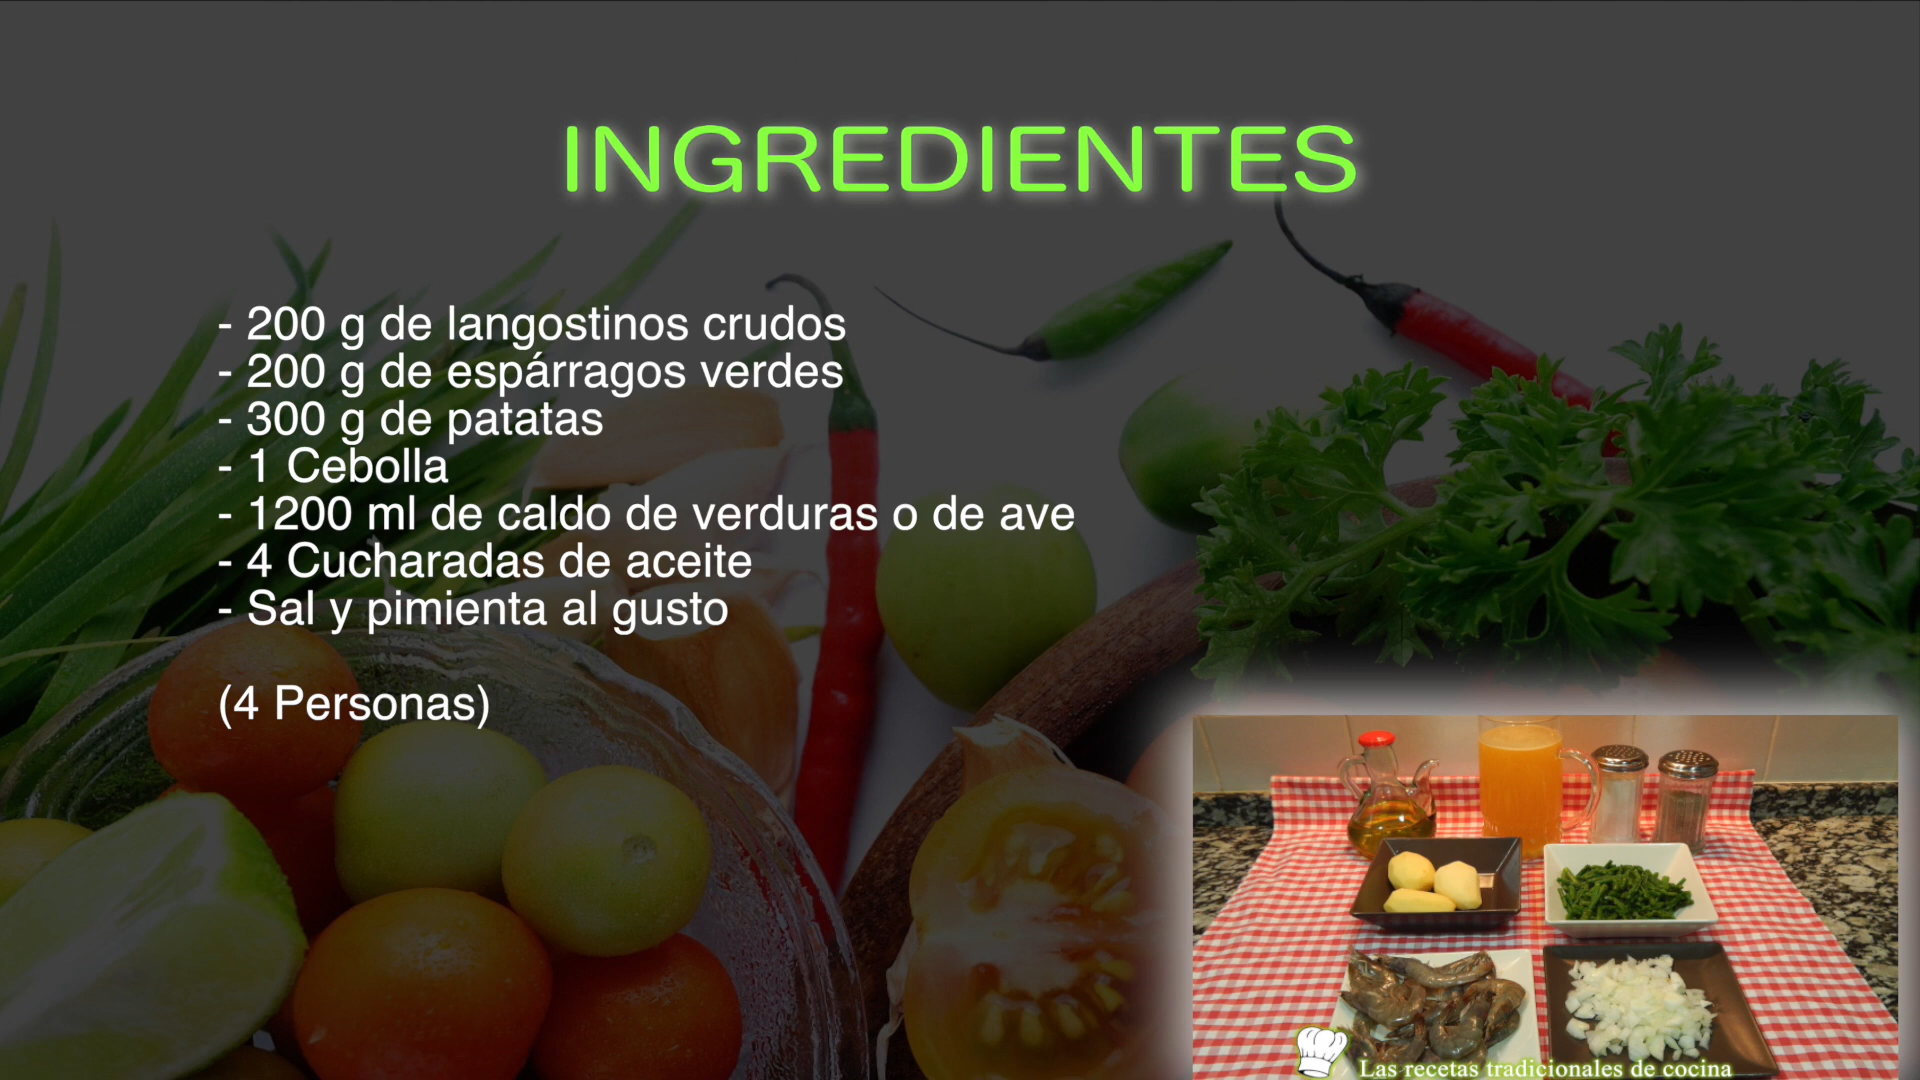 INGREDIENTES
- 200 g de langostinos crudos
- 200 g de espárragos verdes
- 300 g de patatas
- 1 Cebolla
- 1200 ml de caldo de verduras o de ave
- 4 Cucharadas de aceite
- Sal y pimienta al gusto
(4 Personas)
Las recetas tradicionales de cocina